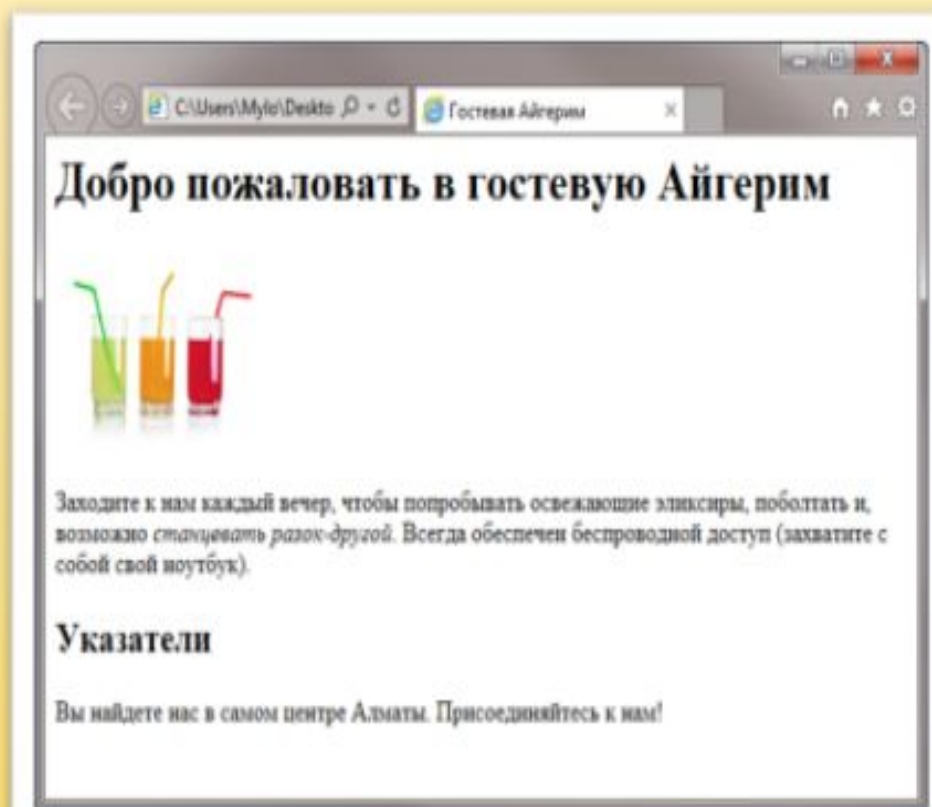 C:\Users\Mylo\Deskto
Гостевая Айгерим
Добро пожаловать в гостевую Айгерим
Заходите к нам каждый вечер, чтобы попробывать освежающие эликсиры, поболтать и,
возможно станцевать разок-другой. Всегда обеспечен беспроводной доступ (захватите с
собой свой ноутбук).
Указатели
Вы найдете нас в самом центре Алматы. Присоединяйтесь к нам!